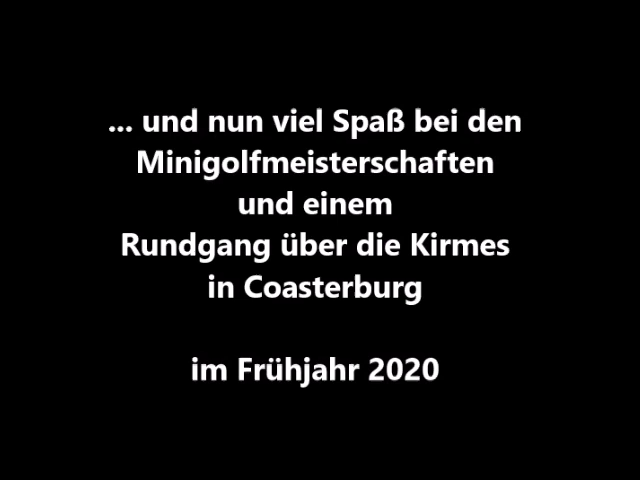 ... und nun viel Spaß bei den
Minigolfmeisterschaften
und einem
Rundgang über die Kirmes
in Coasterburg
im Frühjahr 2020